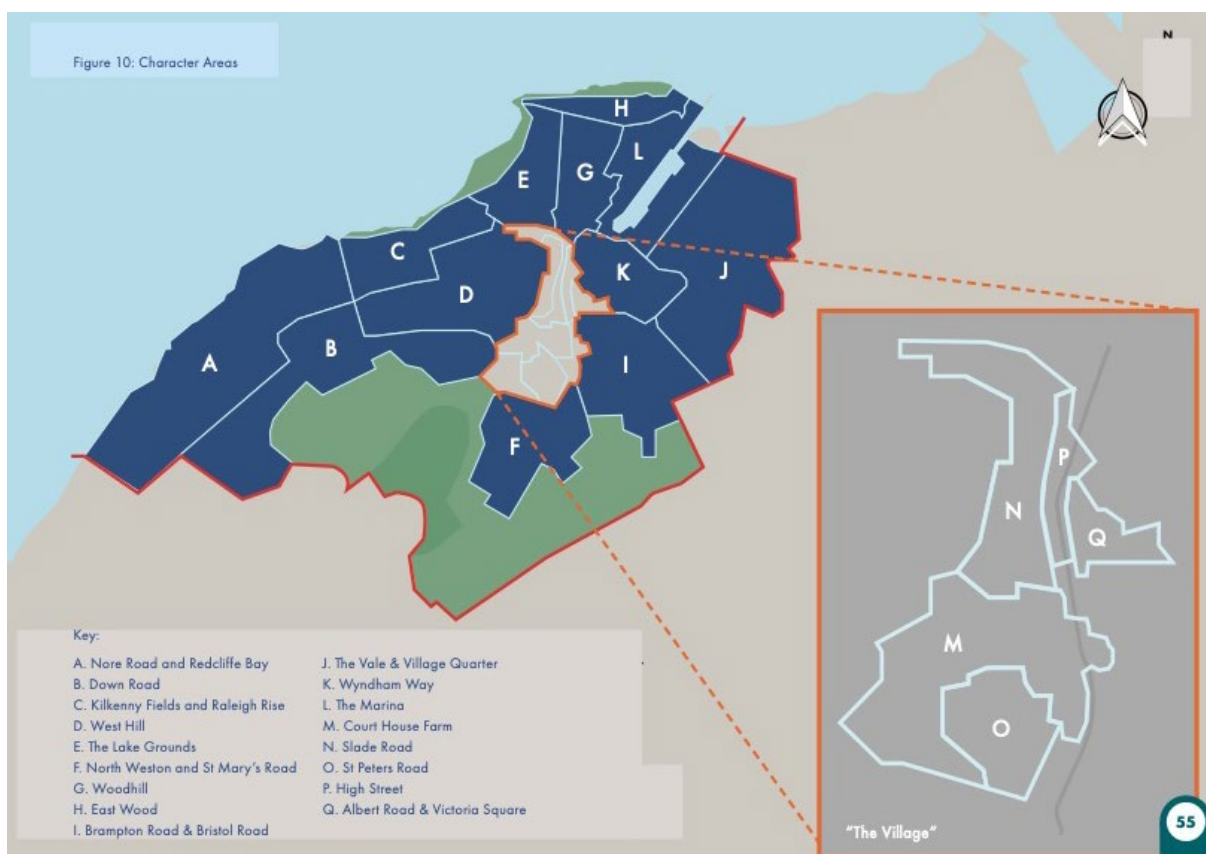 Figure 10: Character Areas
N
H
L
E
G
C
K
J
D
B
A
I
F
P
N
Q
M
O
Key:
A. Nore Road and Redcliffe Bay
B. Down Road
C. Kilkenny Fields and Raleigh Rise
D. West Hill
E. The Lake Grounds
F. North Weston and St Mary's Road
G. Woodhill
H. East Wood
I. Brampton Road & Bristol Road
J. The Vale & Village Quarter
K. Wyndham Way
L. The Marina
M. Court House Farm
N. Slade Road
O. St Peters Road
P. High Street
Q. Albert Road & Victoria Square
"The Village"
55